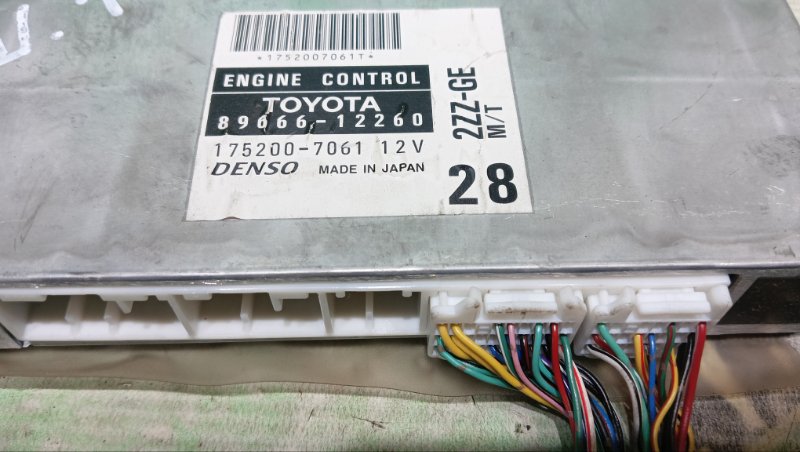 *1752007061T*
ENGINE CONTROL
TOYOTA
89666-12260
175200-7061 12V
DENSO MADE IN JAPAN
2ZZ-GE
M/T
28